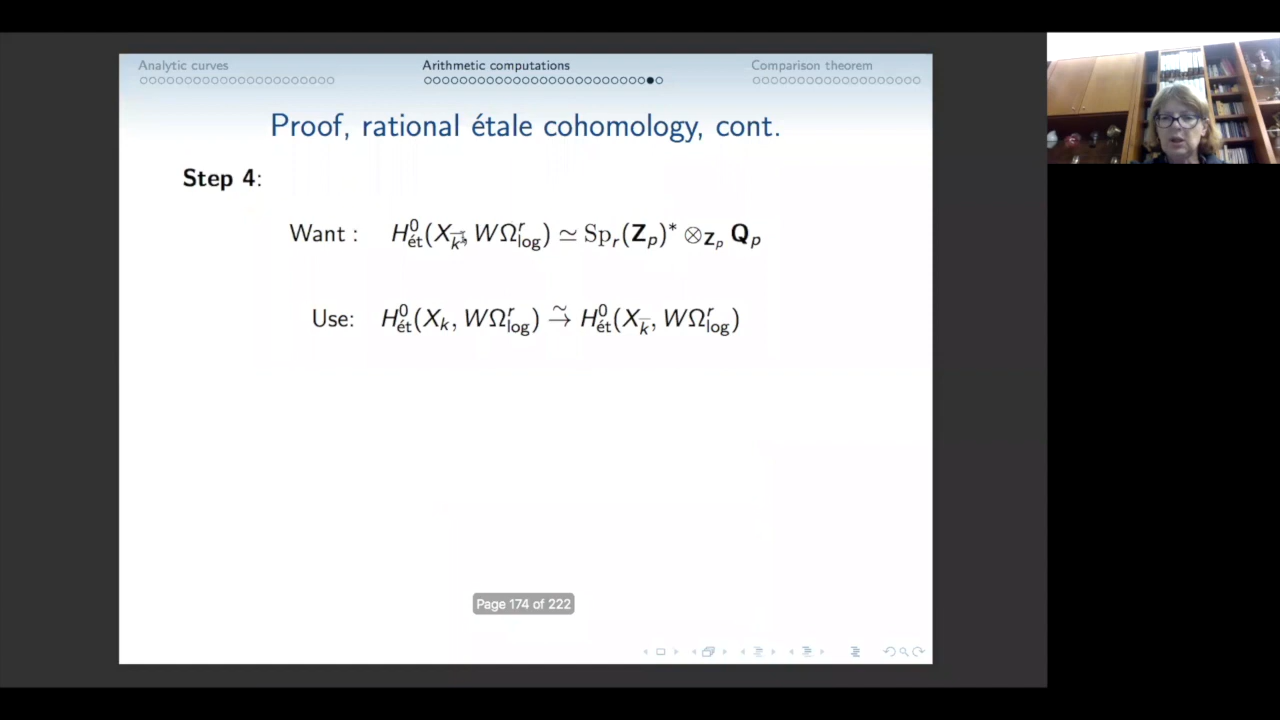 Analytic curves Arithmetic computations Comparison theorem
Proof, rational étale cohomology, cont.
Step 4:
Want : H⁰_ét(X_k̄, WΩ^r_log) ≃ Sp_r(Z_p)* ⊗_{Z_p} Q_p
Use: H⁰_ét(X_k, WΩ^r_log) →̃ H⁰_ét(X_k̄, WΩ^r_log)
Page 174 of 222